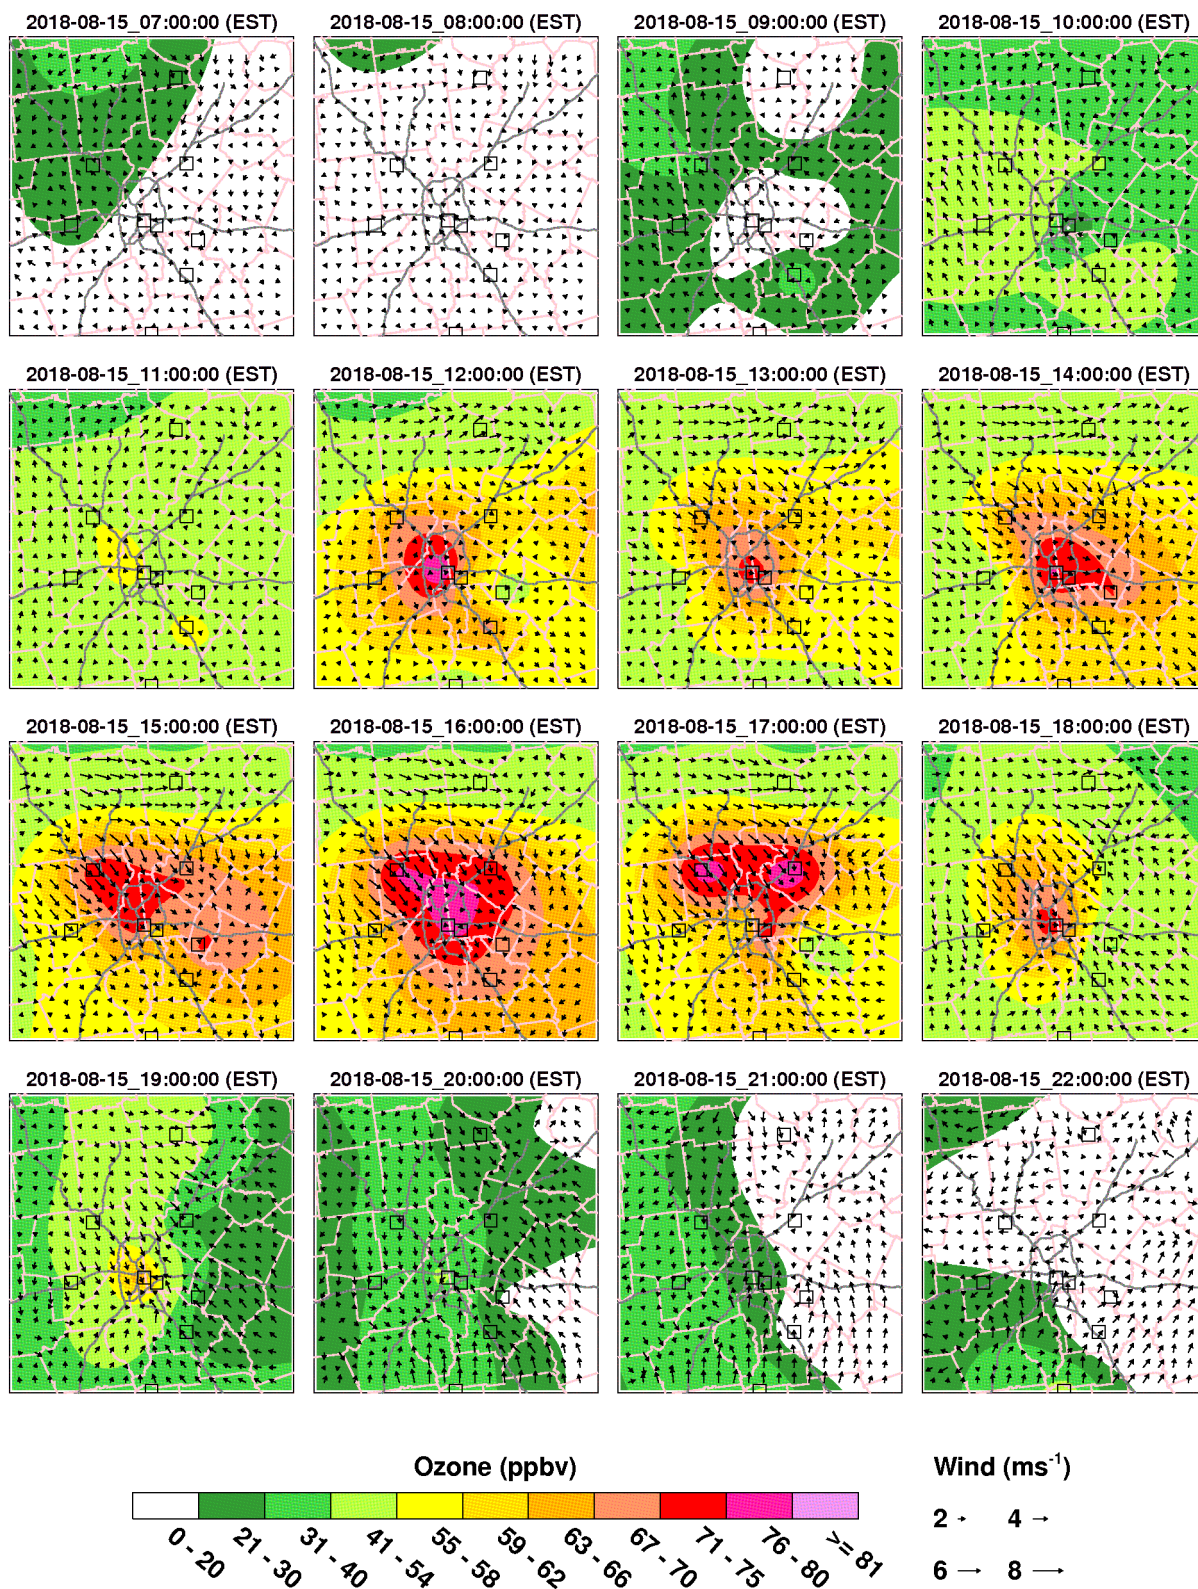 2018-08-15_07:00:00 (EST) 2018-08-15_08:00:00 (EST) 2018-08-15_09:00:00 (EST) 2018-08-15_10:00:00 (EST)
2018-08-15_11:00:00 (EST) 2018-08-15_12:00:00 (EST) 2018-08-15_13:00:00 (EST) 2018-08-15_14:00:00 (EST)
2018-08-15_15:00:00 (EST) 2018-08-15_16:00:00 (EST) 2018-08-15_17:00:00 (EST) 2018-08-15_18:00:00 (EST)
2018-08-15_19:00:00 (EST) 2018-08-15_20:00:00 (EST) 2018-08-15_21:00:00 (EST) 2018-08-15_22:00:00 (EST)
Ozone (ppbv)
0 - 20
21 - 30
31 - 40
41 - 54
55 - 58
59 - 62
63 - 66
67 - 70
71 - 75
76 - 80
>= 81
Wind (ms⁻¹)
2 4
6 8